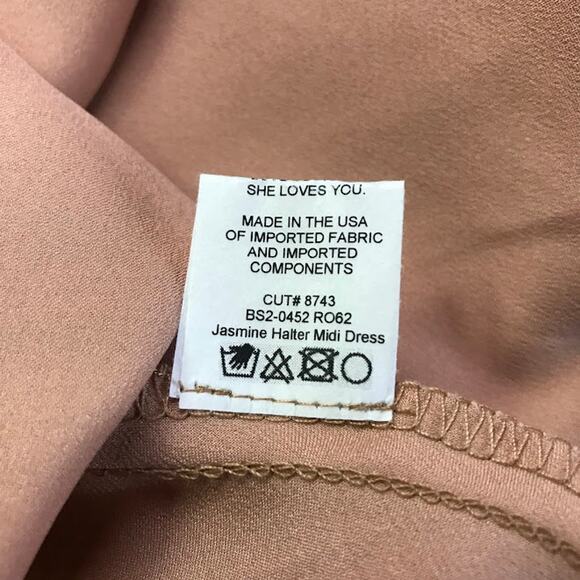 SHE LOVES YOU.
MADE IN THE USA
OF IMPORTED FABRIC
AND IMPORTED
COMPONENTS
CUT# 8743
BS2-0452 RO62
Jasmine Halter Midi Dress